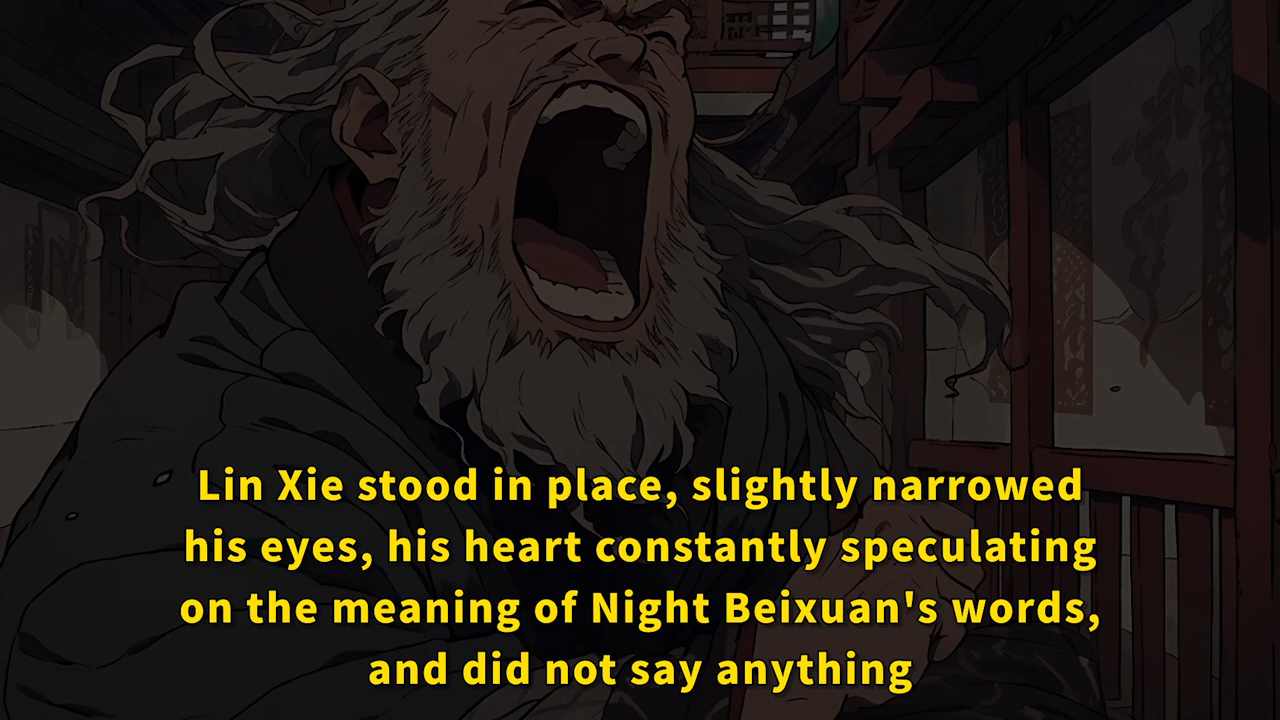 Lin Xie stood in place, slightly narrowed
his eyes, his heart constantly speculating
on the meaning of Night Beixuan's words,
and did not say anything